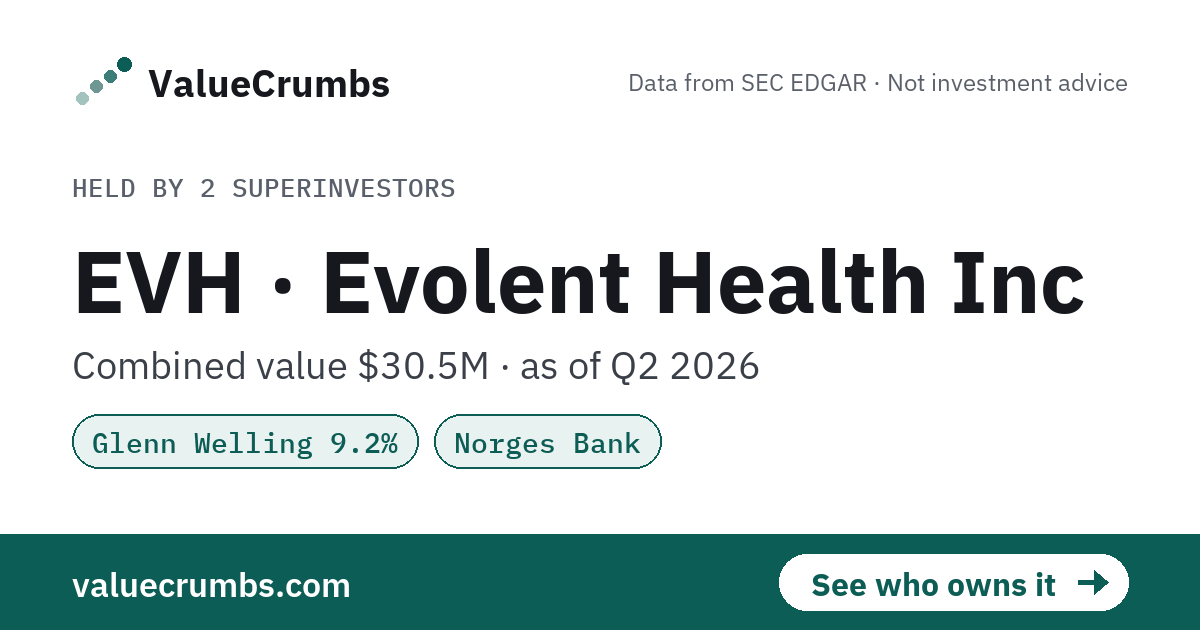 ValueCrumbs
Data from SEC EDGAR · Not investment advice
HELD BY 2 SUPERINVESTORS
EVH · Evolent Health Inc
Combined value $30.5M · as of Q2 2026
Glenn Welling 9.2%
Norges Bank
valuecrumbs.com
See who owns it